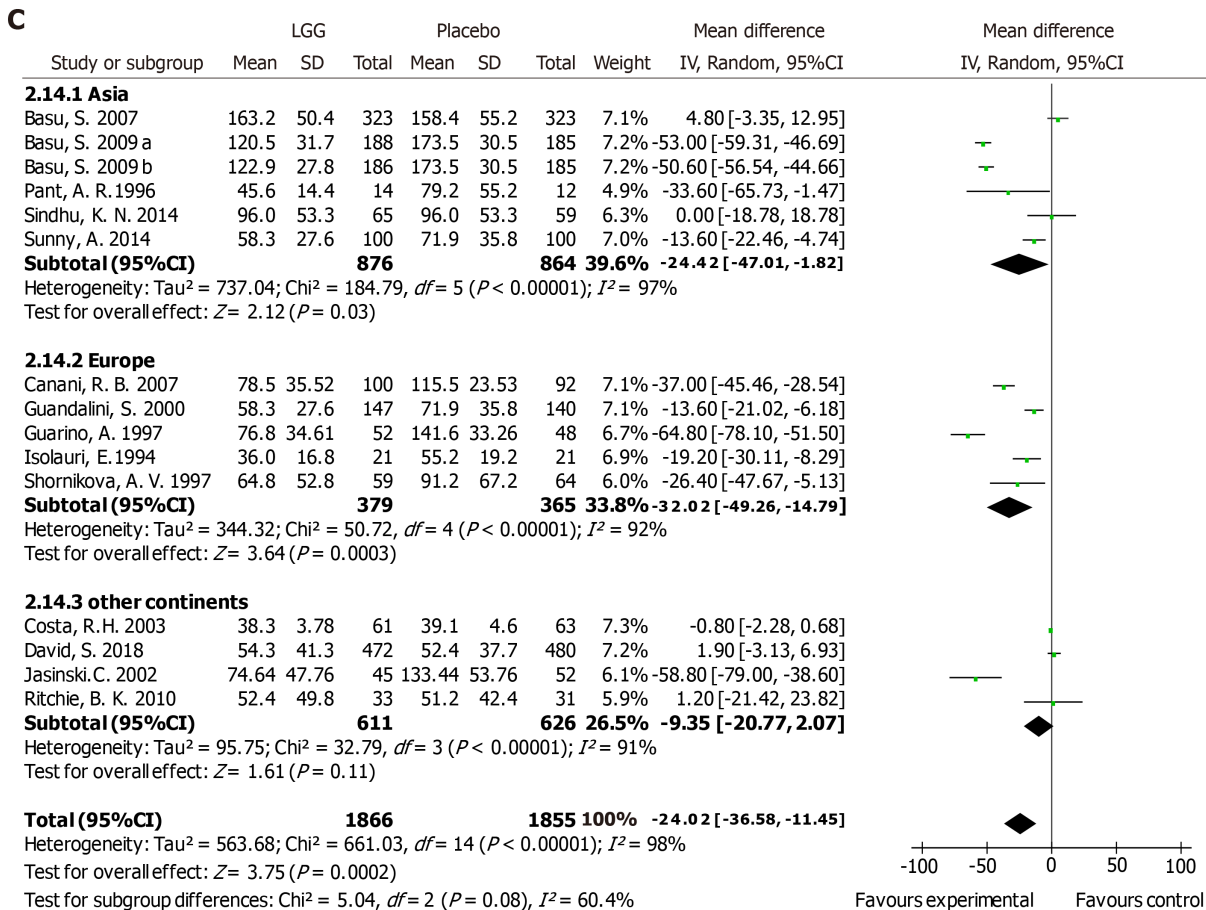 C
LGG Placebo Mean difference Mean difference
Study or subgroup Mean SD Total Mean SD Total Weight IV, Random, 95%CI IV, Random, 95%CI
2.14.1 Asia
Basu, S. 2007 163.2 50.4 323 158.4 55.2 323 7.1% 4.80 [-3.35, 12.95]
Basu, S. 2009 a 120.5 31.7 188 173.5 30.5 185 7.2% -53.00 [-59.31, -46.69]
Basu, S. 2009 b 122.9 27.8 186 173.5 30.5 185 7.2% -50.60 [-56.54, -44.66]
Pant, A. R.1996 45.6 14.4 14 79.2 55.2 12 4.9% -33.60 [-65.73, -1.47]
Sindhu, K. N. 2014 96.0 53.3 65 96.0 53.3 59 6.3% 0.00 [-18.78, 18.78]
Sunny, A. 2014 58.3 27.6 100 71.9 35.8 100 7.0% -13.60 [-22.46, -4.74]
Subtotal (95%CI) 876 864 39.6% -24.42 [-47.01, -1.82]
Heterogeneity: Tau² = 737.04; Chi² = 184.79, df = 5 (P < 0.00001); I² = 97%
Test for overall effect: Z = 2.12 (P = 0.03)
2.14.2 Europe
Canani, R. B. 2007 78.5 35.52 100 115.5 23.53 92 7.1% -37.00 [-45.46, -28.54]
Guandalini, S. 2000 58.3 27.6 147 71.9 35.8 140 7.1% -13.60 [-21.02, -6.18]
Guarino, A. 1997 76.8 34.61 52 141.6 33.26 48 6.7% -64.80 [-78.10, -51.50]
Isolauri, E.1994 36.0 16.8 21 55.2 19.2 21 6.9% -19.20 [-30.11, -8.29]
Shornikova, A. V. 1997 64.8 52.8 59 91.2 67.2 64 6.0% -26.40 [-47.67, -5.13]
Subtotal (95%CI) 379 365 33.8% -32.02 [-49.26, -14.79]
Heterogeneity: Tau² = 344.32; Chi² = 50.72, df = 4 (P < 0.00001); I² = 92%
Test for overall effect: Z = 3.64 (P = 0.0003)
2.14.3 other continents
Costa, R.H. 2003 38.3 3.78 61 39.1 4.6 63 7.3% -0.80 [-2.28, 0.68]
David, S. 2018 54.3 41.3 472 52.4 37.7 480 7.2% 1.90 [-3.13, 6.93]
Jasinski.C. 2002 74.64 47.76 45 133.44 53.76 52 6.1% -58.80 [-79.00, -38.60]
Ritchie, B. K. 2010 52.4 49.8 33 51.2 42.4 31 5.9% 1.20 [-21.42, 23.82]
Subtotal (95%CI) 611 626 26.5% -9.35 [-20.77, 2.07]
Heterogeneity: Tau² = 95.75; Chi² = 32.79, df = 3 (P < 0.00001); I² = 91%
Test for overall effect: Z = 1.61 (P = 0.11)
Total (95%CI) 1866 1855 100% -24.02 [-36.58, -11.45]
Heterogeneity: Tau² = 563.68; Chi² = 661.03, df = 14 (P < 0.00001); I² = 98%
Test for overall effect: Z = 3.75 (P = 0.0002)
Test for subgroup differences: Chi² = 5.04, df = 2 (P = 0.08), I² = 60.4%
-100 -50 0 50 100
Favours experimental Favours control